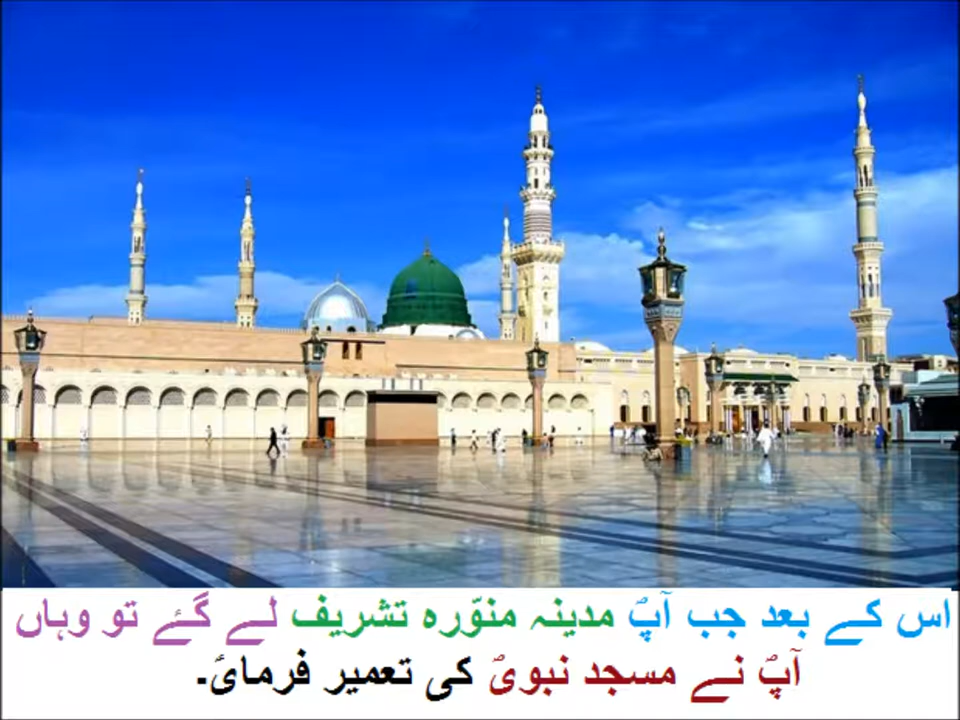 اس کے بعد جب آپؐ مدینہ منوّرہ تشریف لے گئے تو وہاں
آپؐ نے مسجد نبویؐ کی تعمیر فرمائ۔